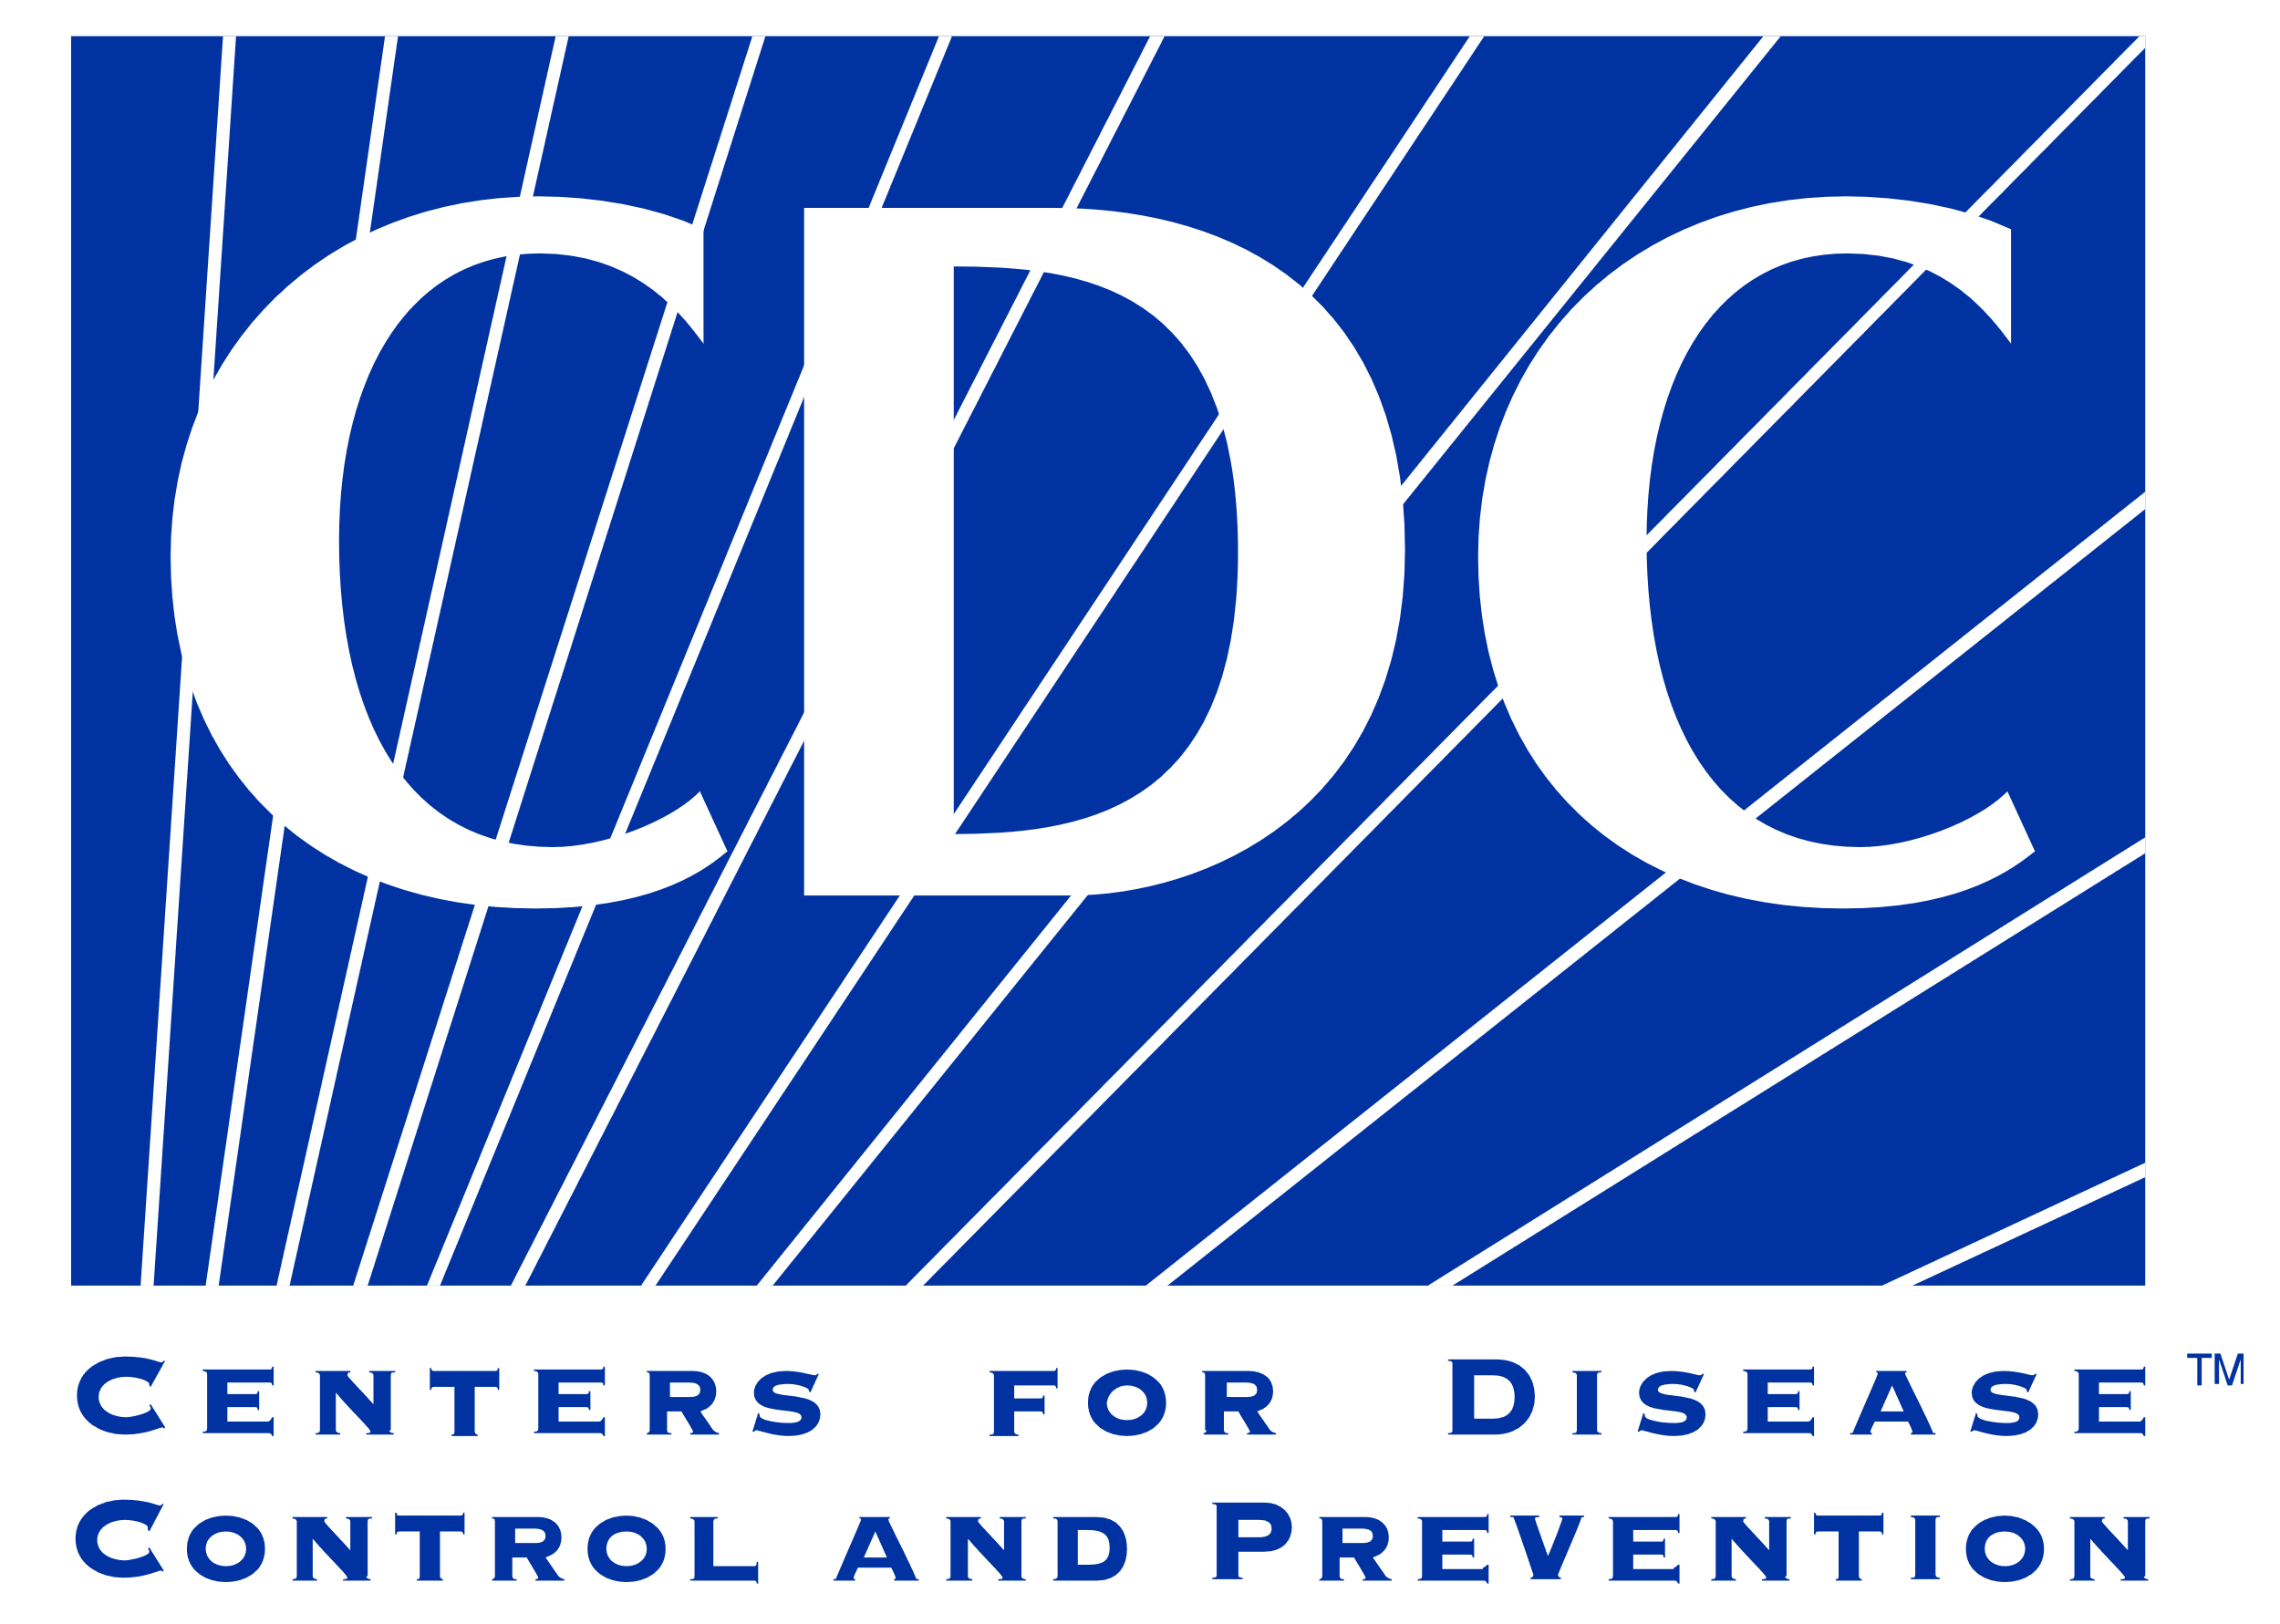 CDC
CENTERS FOR DISEASE™
CONTROL AND PREVENTION